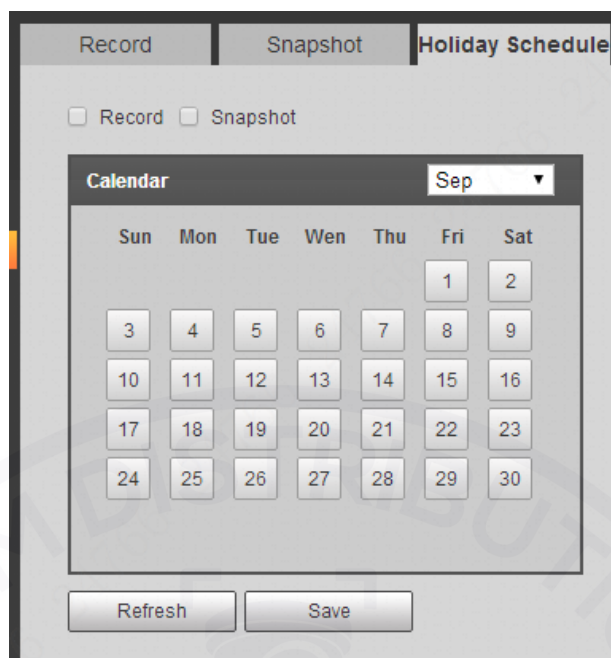 Record Snapshot Holiday Schedule
Record Snapshot
Calendar Sep
Sun Mon Tue Wen Thu Fri Sat
1 2
3 4 5 6 7 8 9
10 11 12 13 14 15 16
17 18 19 20 21 22 23
24 25 26 27 28 29 30
Refresh Save